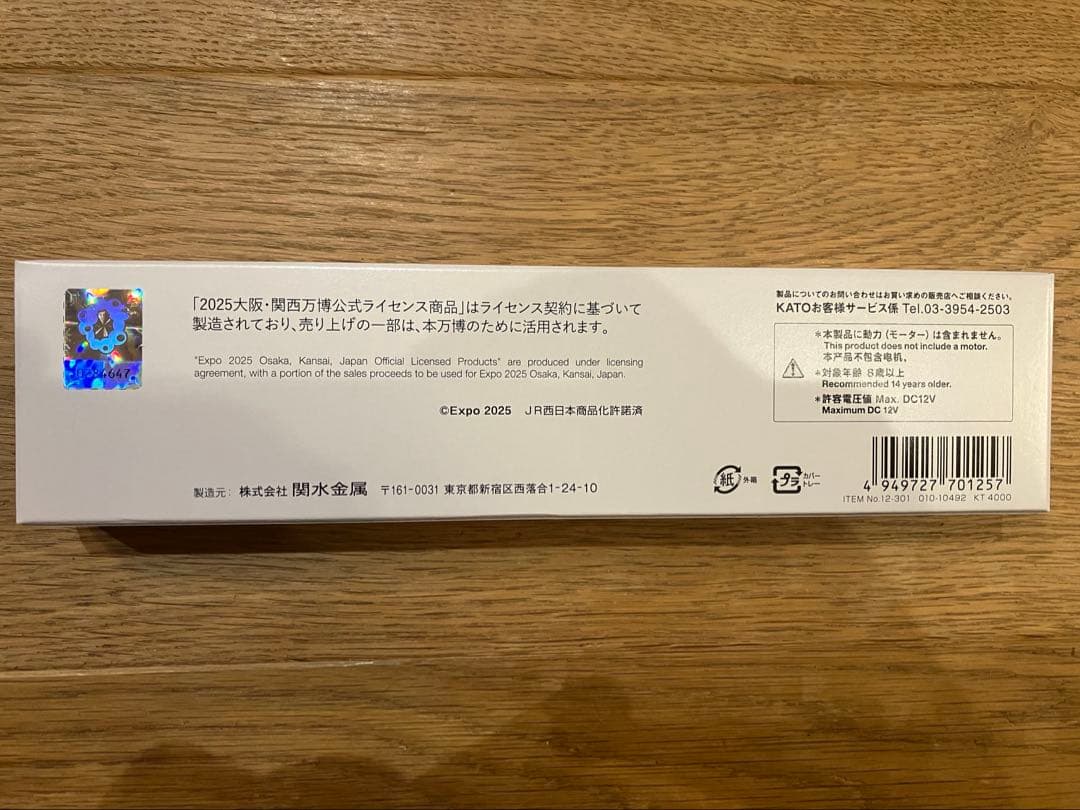 「2025大阪・関西万博公式ライセンス商品」はライセンス契約に基づいて
製造されており、売り上げの一部は、本万博のために活用されます。
"Expo 2025 Osaka, Kansai, Japan Official Licensed Products" are produced under licensing
agreement, with a portion of the sales proceeds to be used for Expo 2025 Osaka, Kansai, Japan.
©Expo 2025 JR西日本商品化許諾済
製造元: 株式会社 関水金属 〒161-0031 東京都新宿区西落合1-24-10
製品についてのお問い合わせはお買い求めの販売店へご相談ください。
KATOお客様サービス係 Tel.03-3954-2503
*本製品に動力(モーター)は含まれません。
This product does not include a motor.
本产品不包含电机、
*対象年齢 8歳以上
Recommended 14 years older.
*許容電圧値 Max. DC12V
Maximum DC 12V
紙 外箱
プラ カバー
トレー
4 949727 701257
ITEM No.12-301 010-10492 KT 4000